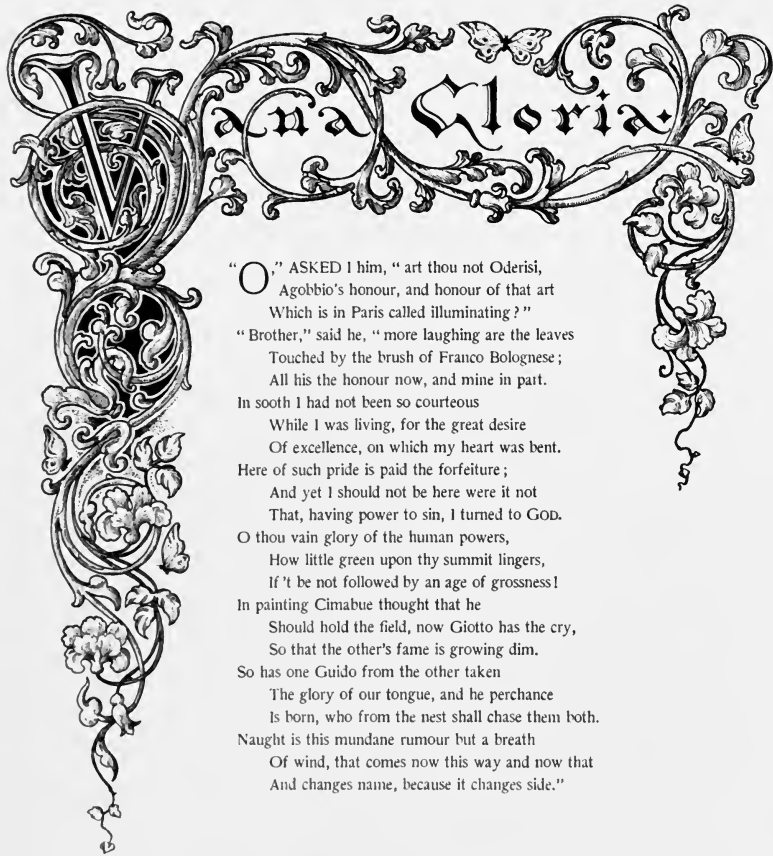 Vana Gloria.
"O," ASKED I him, "art thou not Oderisi,
Agobbio's honour, and honour of that art
Which is in Paris called illuminating?"
"Brother," said he, "more laughing are the leaves
Touched by the brush of Franco Bolognese;
All his the honour now, and mine in part.
In sooth I had not been so courteous
While I was living, for the great desire
Of excellence, on which my heart was bent.
Here of such pride is paid the forfeiture;
And yet I should not be here were it not
That, having power to sin, I turned to GOD.
O thou vain glory of the human powers,
How little green upon thy summit lingers,
If 't be not followed by an age of grossness!
In painting Cimabue thought that he
Should hold the field, now Giotto has the cry,
So that the other's fame is growing dim.
So has one Guido from the other taken
The glory of our tongue, and he perchance
Is born, who from the nest shall chase them both.
Naught is this mundane rumour but a breath
Of wind, that comes now this way and now that
And changes name, because it changes side."